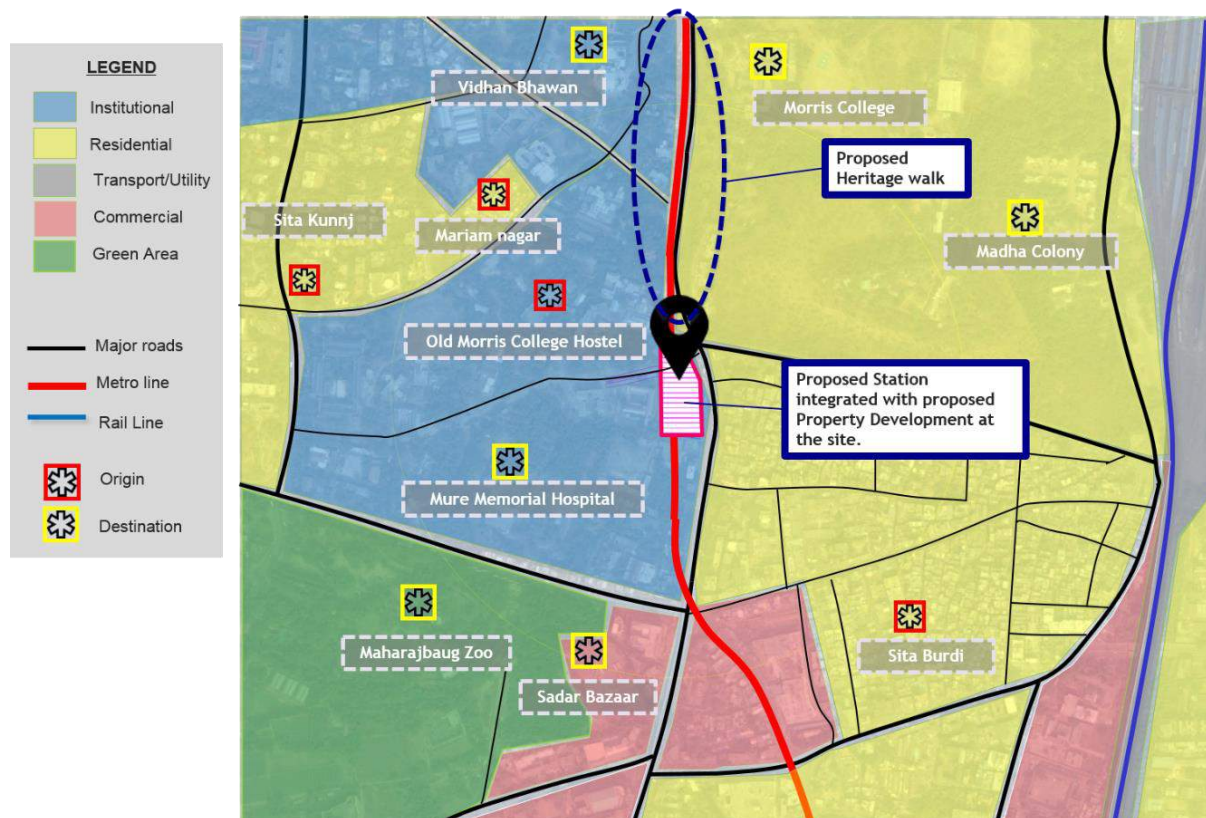 LEGEND
Institutional
Residential
Transport/Utility
Commercial
Green Area
Major roads
Metro line
Rail Line
Origin
Destination
Vidhan Bhawan
Morris College
Proposed
Heritage walk
Sita Kunnj
Mariam nagar
Madha Colony
Old Morris College Hostel
Proposed Station
integrated with proposed
Property Development at
the site.
Mure Memorial Hospital
Maharajbaug Zoo
Sita Burdi
Sadar Bazaar